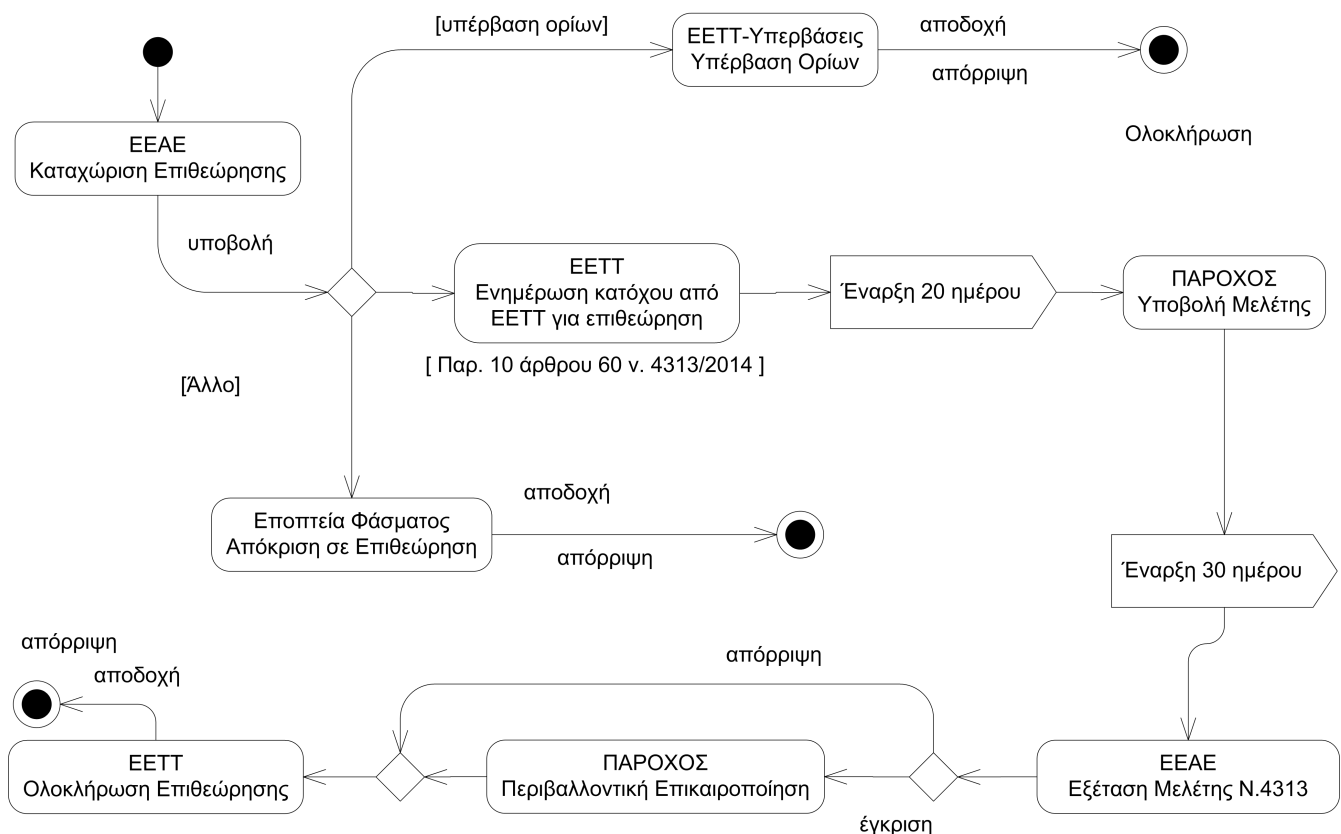 [υπέρβαση ορίων]
ΕΕΤΤ-Υπερβάσεις
Υπέρβαση Ορίων
αποδοχή
απόρριψη
Ολοκλήρωση
ΕΕΑΕ
Καταχώριση Επιθεώρησης
υποβολή
ΕΕΤΤ
Ενημέρωση κατόχου από
ΕΕΤΤ για επιθεώρηση
[ Παρ. 10 άρθρου 60 ν. 4313/2014 ]
Έναρξη 20 ημέρου
ΠΑΡΟΧΟΣ
Υποβολή Μελέτης
[Άλλο]
Εποπτεία Φάσματος
Απόκριση σε Επιθεώρηση
αποδοχή
απόρριψη
Έναρξη 30 ημέρου
ΕΕΑΕ
Εξέταση Μελέτης Ν.4313
απόρριψη
έγκριση
ΠΑΡΟΧΟΣ
Περιβαλλοντική Επικαιροποίηση
ΕΕΤΤ
Ολοκλήρωση Επιθεώρησης
απόρριψη
αποδοχή